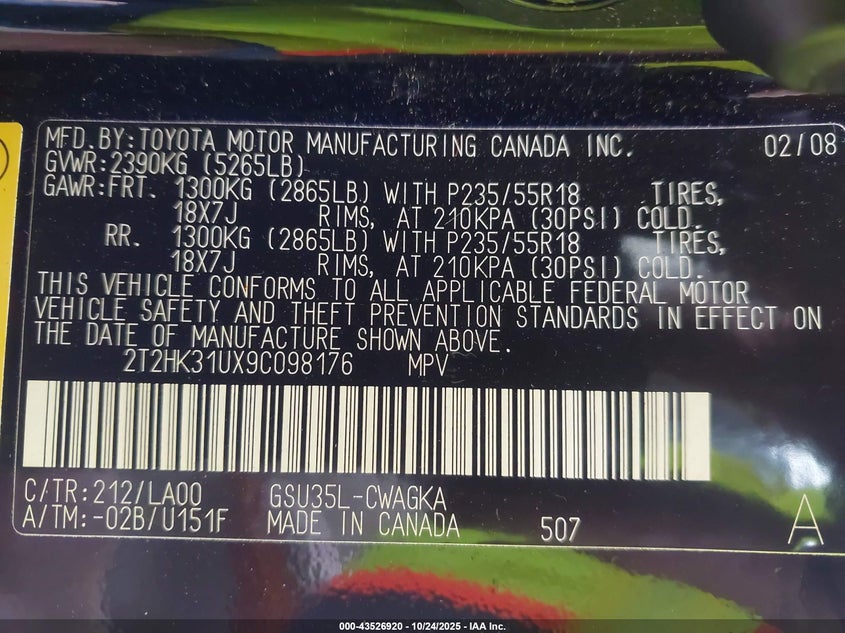 MFD.BY:TOYOTA MOTOR MANUFACTURING CANADA INC. 02/08
GVWR:2390KG (5265LB)
GAWR:FRT. 1300KG (2865LB) WITH P235/55R18 TIRES,
18X7J RIMS, AT 210KPA (30PSI) COLD.
RR. 1300KG (2865LB) WITH P235/55R18 TIRES,
18X7J RIMS, AT 210KPA (30PSI) COLD.
THIS VEHICLE CONFORMS TO ALL APPLICABLE FEDERAL MOTOR
VEHICLE SAFETY AND THEFT PREVENTION STANDARDS IN EFFECT ON
THE DATE OF MANUFACTURE SHOWN ABOVE.
2T2HK31UX9C098176 MPV
C/TR:212/LA00 GSU35L-CWAGKA
A/TM:-02B/U151F MADE IN CANADA 507 A
000-43526920 - 10/24/2025 - IAA Inc.